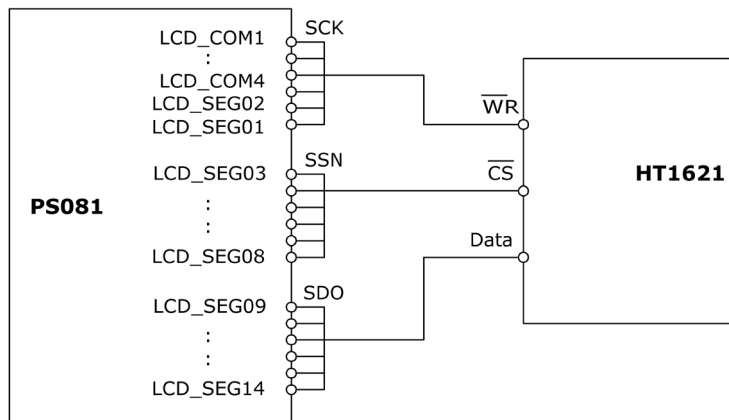 SCK
LCD_COM1
:
LCD_COM4
LCD_SEG02
LCD_SEG01
WR
SSN
LCD_SEG03
CS
HT1621
PS081
:
:
Data
LCD_SEG08
SDO
LCD_SEG09
:
:
LCD_SEG14